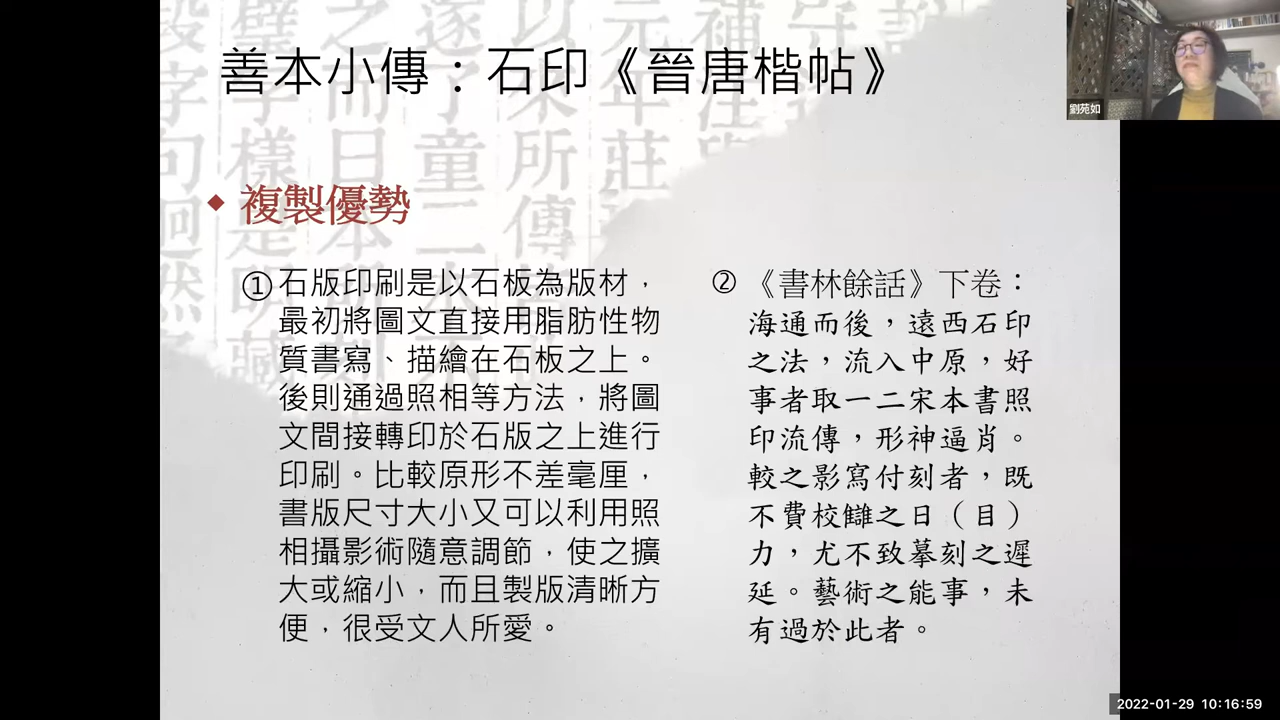 善本小傳：石印《晉唐楷帖》
劉苑如
◆ 複製優勢
① 石版印刷是以石板為版材，
最初將圖文直接用脂肪性物
質書寫、描繪在石板之上。
後則通過照相等方法，將圖
文間接轉印於石版之上進行
印刷。比較原形不差毫厘，
書版尺寸大小又可以利用照
相攝影術隨意調節，使之擴
大或縮小，而且製版清晰方
便，很受文人所愛。
② 《書林餘話》下卷：
海通而後，遠西石印
之法，流入中原，好
事者取一二宋本書照
印流傳，形神逼肖。
較之影寫付刻者，既
不費校讎之日（目）
力，尤不致摹刻之遲
延。藝術之能事，未
有過於此者。
2022-01-29 10:16:59